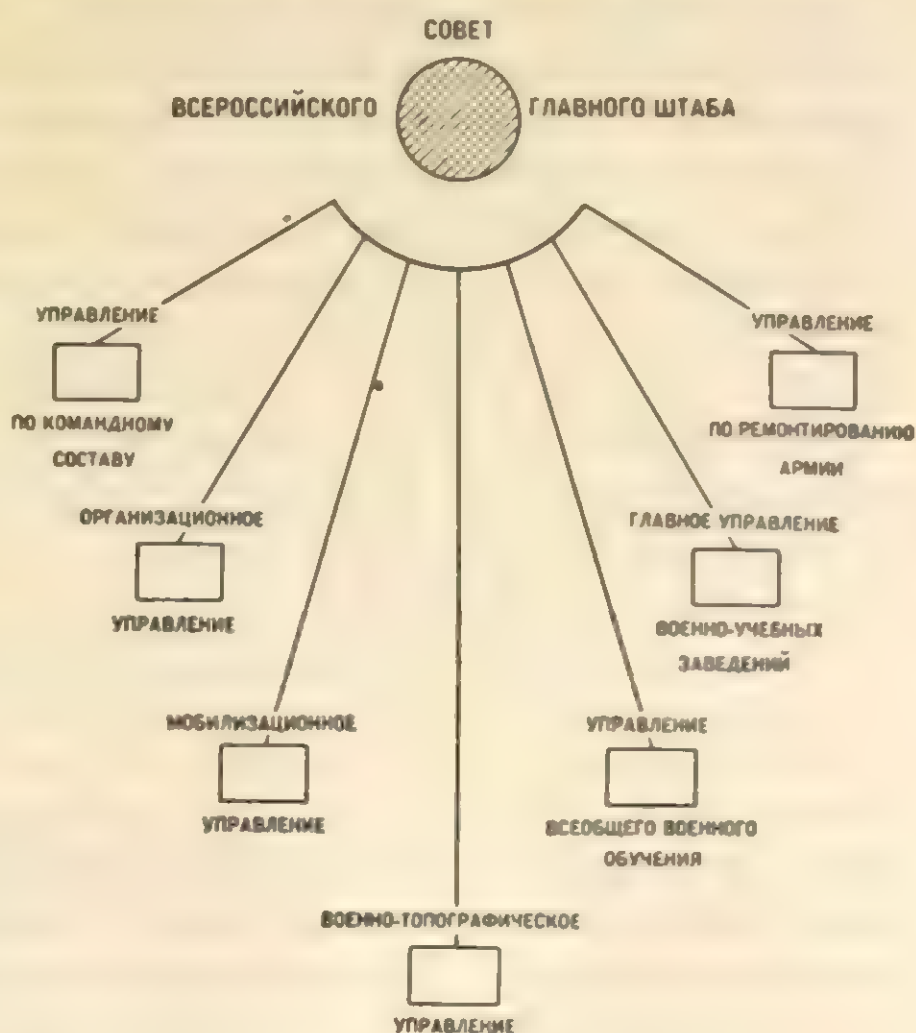 СОВЕТ
ВСЕРОССИЙСКОГО ГЛАВНОГО ШТАБА
УПРАВЛЕНИЕ
ПО КОМАНДНОМУ
СОСТАВУ
ОРГАНИЗАЦИОННОЕ
УПРАВЛЕНИЕ
МОБИЛИЗАЦИОННОЕ
УПРАВЛЕНИЕ
ВОЕННО-ТОПОГРАФИЧЕСКОЕ
УПРАВЛЕНИЕ
УПРАВЛЕНИЕ
ВСЕОБЩЕГО ВОЕННОГО
ОБУЧЕНИЯ
ГЛАВНОЕ УПРАВЛЕНИЕ
ВОЕННО-УЧЕБНЫХ
ЗАВЕДЕНИЙ
УПРАВЛЕНИЕ
ПО РЕМОНТИРОВАНИЮ
АРМИИ